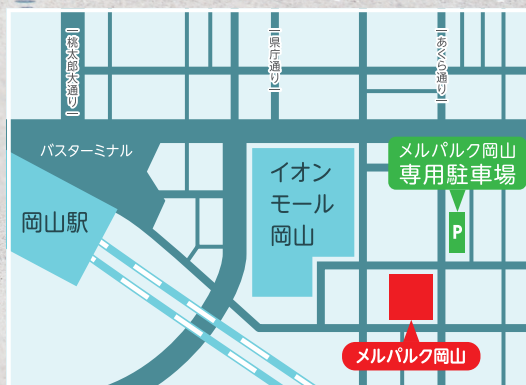 桃太郎大通り
県庁通り
あくら通り
バスターミナル
岡山駅
イオン
モール
岡山
メルパルク岡山
専用駐車場
P
メルパルク岡山